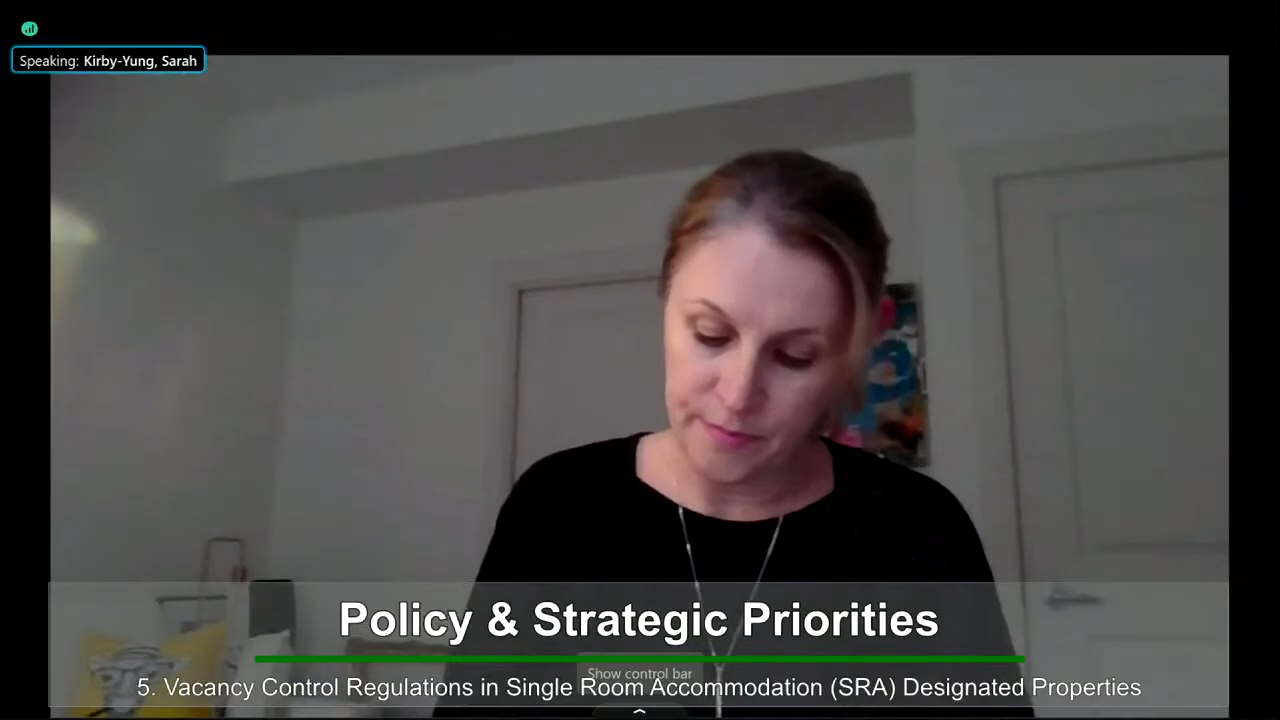 Speaking: Kirby-Yung, Sarah
Policy & Strategic Priorities
Show control bar
5. Vacancy Control Regulations in Single Room Accommodation (SRA) Designated Properties